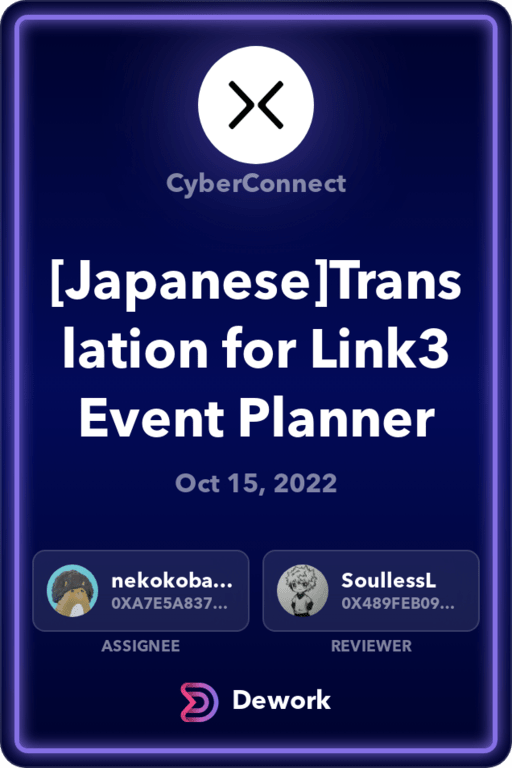 CyberConnect
[Japanese]Trans
lation for Link3
Event Planner
Oct 15, 2022
nekokoba...
0XA7E5A837...
ASSIGNEE
SoullessL
0X489FEB09...
REVIEWER
Dework